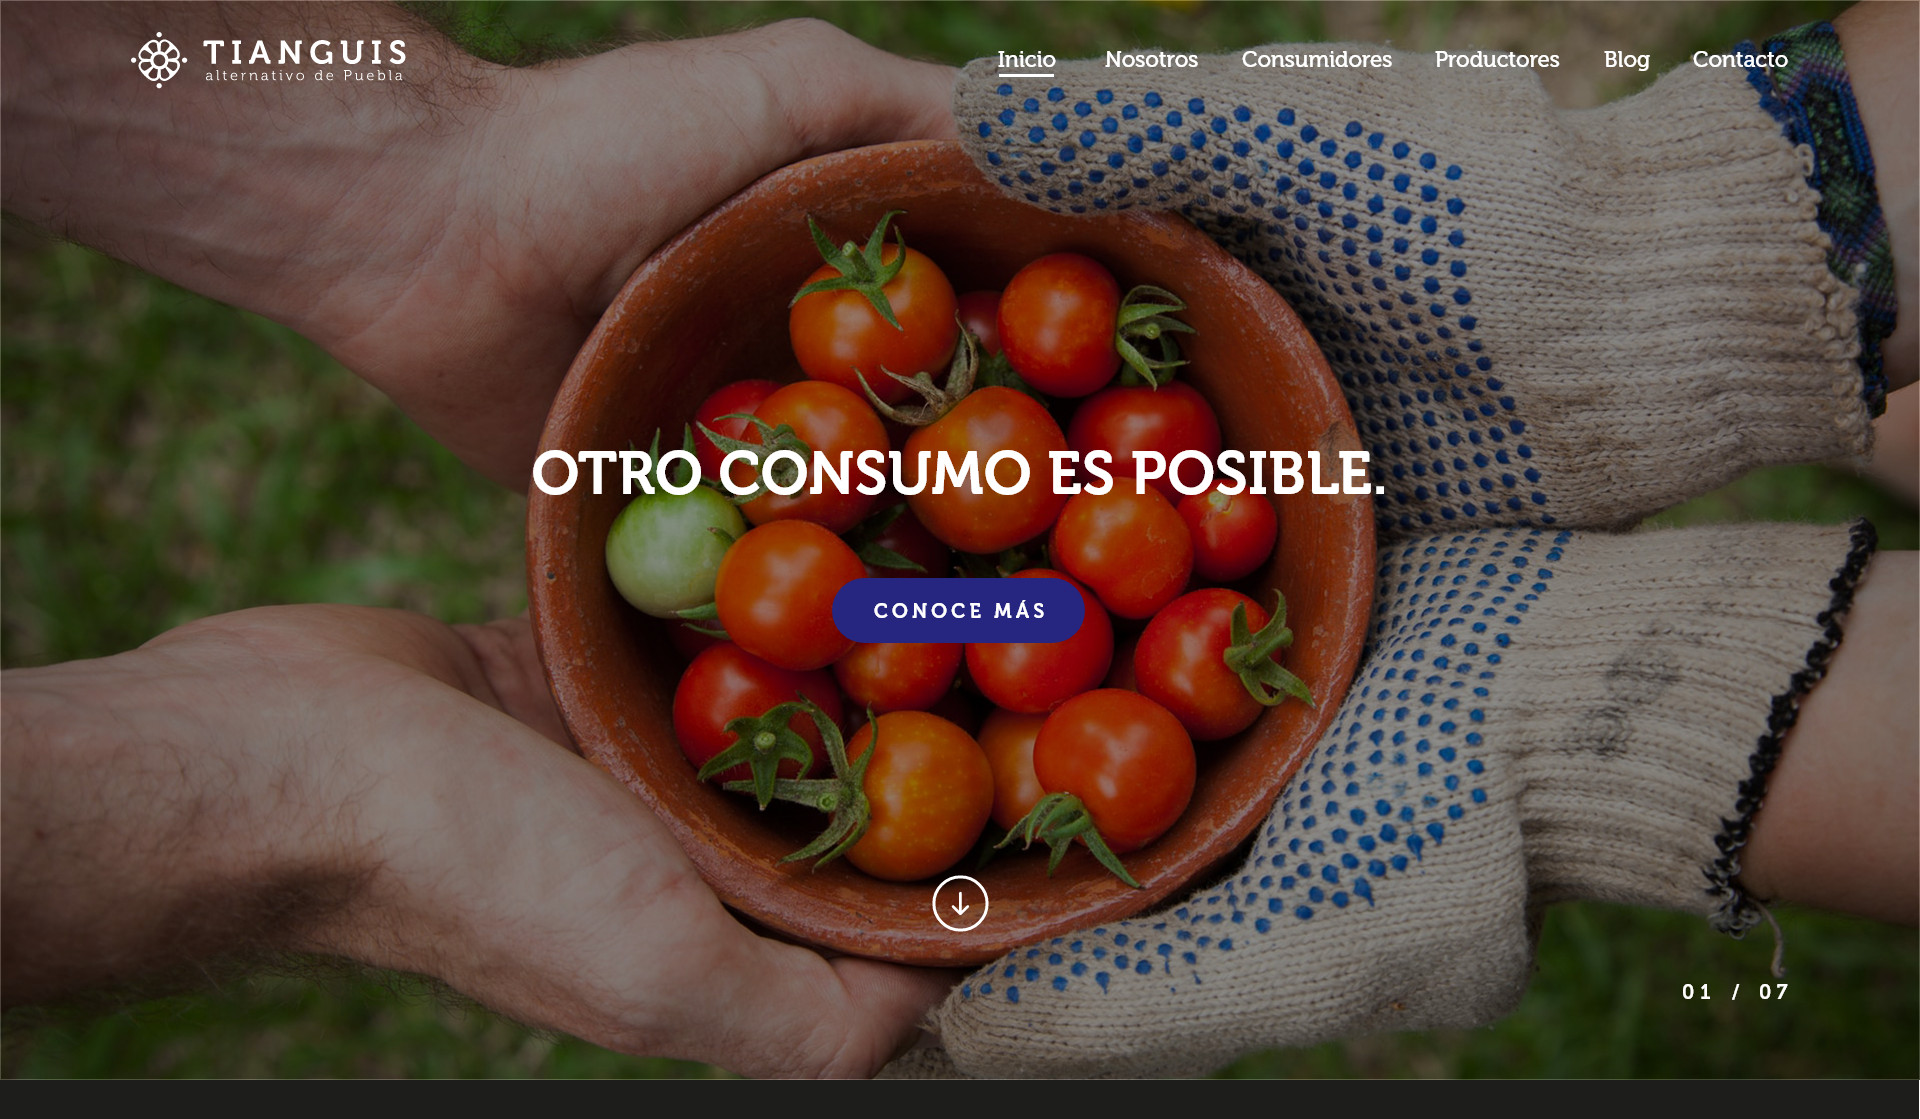 TIANGUIS
alternativo de Puebla
Inicio
Nosotros
Consumidores
Productores
Blog
Contacto
OTRO CONSUMO ES POSIBLE.
CONOCE MÁS
01 / 07